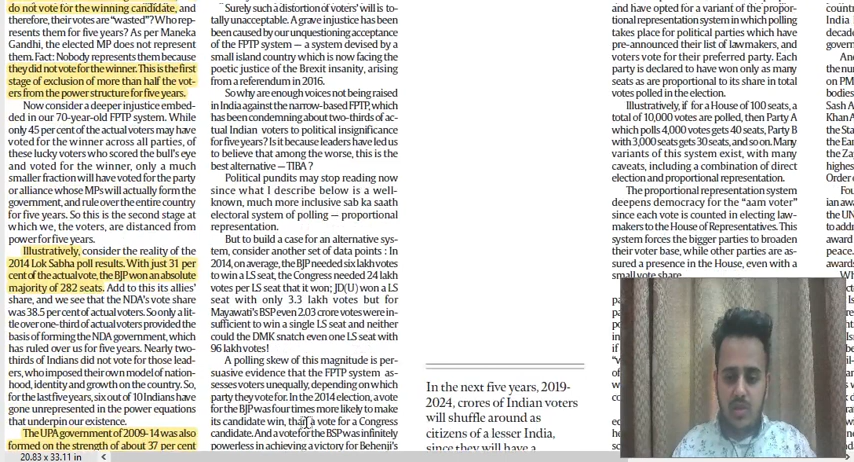 do not vote for the winning candidate, and
therefore, their votes are "wasted"? Who rep-
resents them for five years? As per Maneka
Gandhi, the elected MP does not represent
them. Fact: Nobody represents them because
they did not vote for the winner. This is the first
stage of exclusion of more than half the vot-
ers from the power structure for five years.
Now consider a deeper injustice embed-
ded in our 70-year-old FPTP system. While
only 45 per cent of the actual voters may have
voted for the winner across all parties, of
these lucky voters who scored the bull's eye
and voted for the winner, only a much
smaller fraction will have voted for the party
or alliance whose MPs will actually form the
government, and rule over the entire country
for five years. So this is the second stage at
which we, the voters, are distanced from
power for five years.
Illustratively, consider the reality of the
2014 Lok Sabha poll results. With just 31 per
cent of the actual vote, the BJP won an absolute
majority of 282 seats. Add to this its allies'
share, and we see that the NDA's vote share
was 38.5 per cent of actual voters. So only a lit-
tle over one-third of actual voters provided the
basis of forming the NDA government, which
has ruled over us for five years. Nearly two-
thirds of Indians did not vote for those lead-
ers, who imposed their own model of nation-
hood, identity and growth on the country. So,
for the last five years, six out of 10 Indians have
gone unrepresented in the power equations
that underpin our existence.
The UPA government of 2009-14 was also
formed on the strength of about 37 per cent
Surely such a distortion of voters' will is to-
tally unacceptable. A grave injustice has been
been caused by our unquestioning acceptance
of the FPTP system — a system devised by a
small island country which is now facing the
poetic justice of the Brexit insanity, arising
from a referendum in 2016.
So why are enough voices not being raised
in India against the narrow-based FPTP, which
has been condemning about two-thirds of ac-
tual Indian voters to political insignificance
for five years? Is it because leaders have led us
to believe that among the worse, this is the
best alternative — TIBA?
Political pundits may stop reading now
since what I describe below is a well-
known, much more inclusive sab ka saath
electoral system of polling — proportional
representation.
But to build a case for an alternative sys-
tem, consider another set of data points : In
2014, on average, the BJP needed six lakh votes
to win a LS seat, the Congress needed 24 lakh
votes per LS seat that it won; JD(U) won a LS
seat with only 3.3 lakh votes but for
Mayawati's BSP even 2.03 crore votes were in-
sufficient to win a single LS seat and neither
could the DMK snatch even one LS seat with
96 lakh votes!
A polling skew of this magnitude is per-
suasive evidence that the FPTP system as-
sesses voters unequally, depending on which
party they vote for. In the 2014 election, a vote
for the BJP was four times more likely to make
its candidate win, than a vote for a Congress
candidate. And a vote for the BSP was infinitely
powerless in achieving a victory for Behenji's
In the next five years, 2019-
2024, crores of Indian voters
will shuffle around as
citizens of a lesser India,
since they will have a
and have opted for a variant of the propor-
tional representation system in which polling
takes place for political parties which have
pre-announced their list of lawmakers, and
voters vote for their preferred party. Each
party is declared to have won only as many
seats as are proportional to its share in total
votes polled in the election.
Illustratively, if for a House of 100 seats, a
total of 10,000 votes are polled, then Party A
which polls 4,000 votes gets 40 seats, Party B
with 3,000 seats gets 30 seats, and so on. Many
variants of this system exist, with many
caveats, including a combination of direct
election and proportional representation.
The proportional representation system
deepens democracy for the "aam voter"
since each vote is counted in electing law-
makers to the House of Representatives. This
system forces the bigger parties to broaden
their voter base, while other parties are as-
sured a presence in the House, even with a
small vote share.
20.83 x 33.11 in